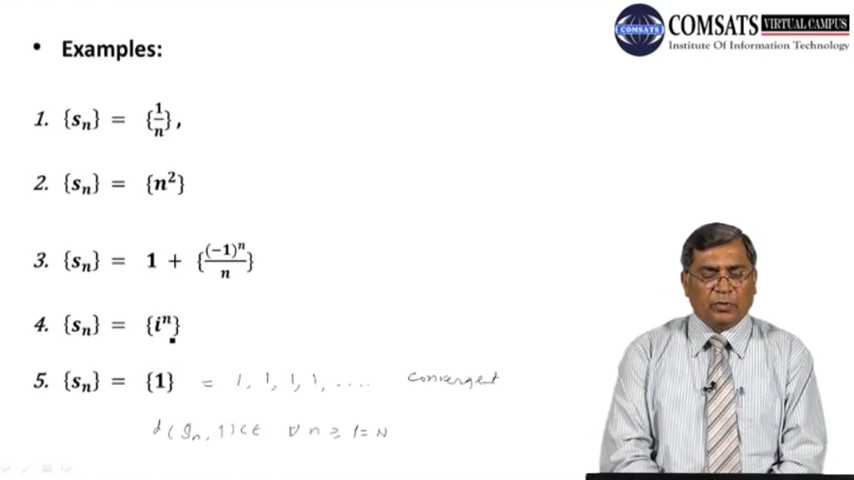 COMSATS VIRTUAL CAMPUS
COMSATS
Institute Of Information Technology
• Examples:
1. {sₙ} = {1/n},
2. {sₙ} = {n²}
3. {sₙ} = 1 + {(−1)ⁿ/n}
4. {sₙ} = {iⁿ}
5. {sₙ} = {1} = 1, 1, 1, 1, .... convergent
d(sₙ, 1) < ε ∀ n ≥ 1 = N